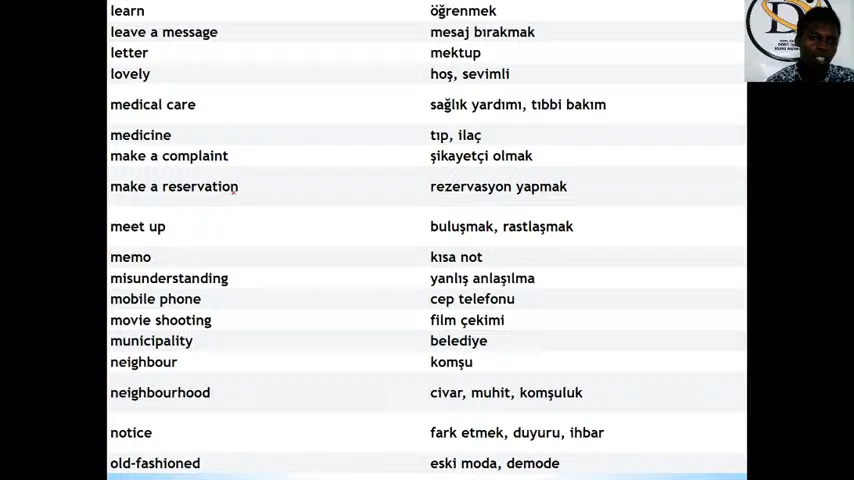 learn öğrenmek
leave a message mesaj bırakmak
letter mektup
lovely hoş, sevimli
medical care sağlık yardımı, tıbbi bakım
medicine tıp, ilaç
make a complaint şikayetçi olmak
make a reservation rezervasyon yapmak
meet up buluşmak, rastlaşmak
memo kısa not
misunderstanding yanlış anlaşılma
mobile phone cep telefonu
movie shooting film çekimi
municipality belediye
neighbour komşu
neighbourhood civar, muhit, komşuluk
notice fark etmek, duyuru, ihbar
old-fashioned eski moda, demode